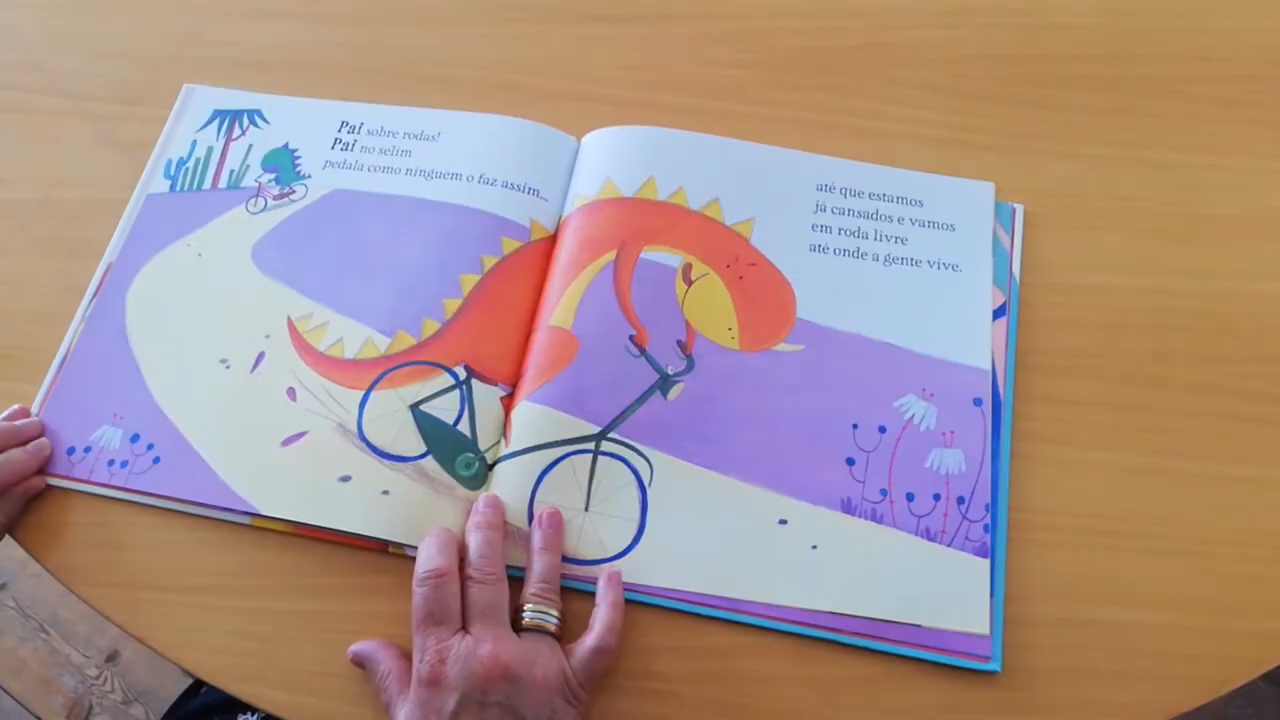 Pai sobre rodas!
Pai no selim
pedala como ninguém o faz assim...
até que estamos
já cansados e vamos
em roda livre
até onde a gente vive.